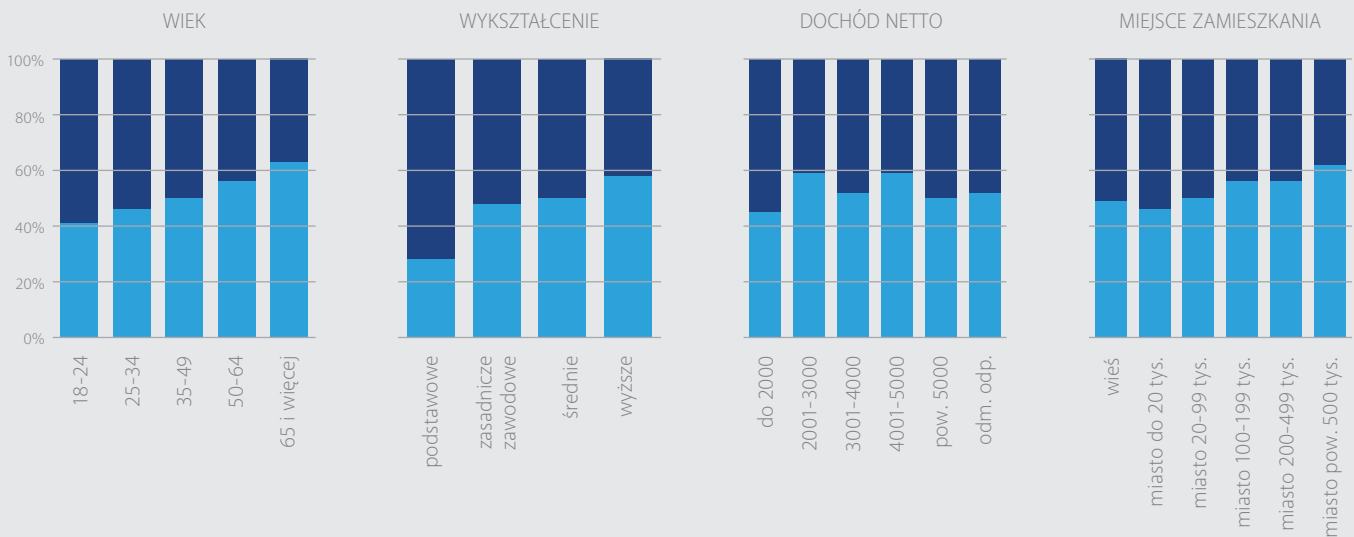 WIEK
WYKSZTAŁCENIE
DOCHÓD NETTO
MIEJSCE ZAMIESZKANIA
100%
80%
60%
40%
20%
0%
18-24
25-34
35-49
50-64
65 i więcej
podstawowe
zasadnicze
zawodowe
średnie
wyższe
do 2000
2001-3000
3001-4000
4001-5000
pow. 5000
odm. odp.
wieś
miasto do 20 tys.
miasto 20-99 tys.
miasto 100-199 tys.
miasto 200-499 tys.
miasto pow. 500 tys.